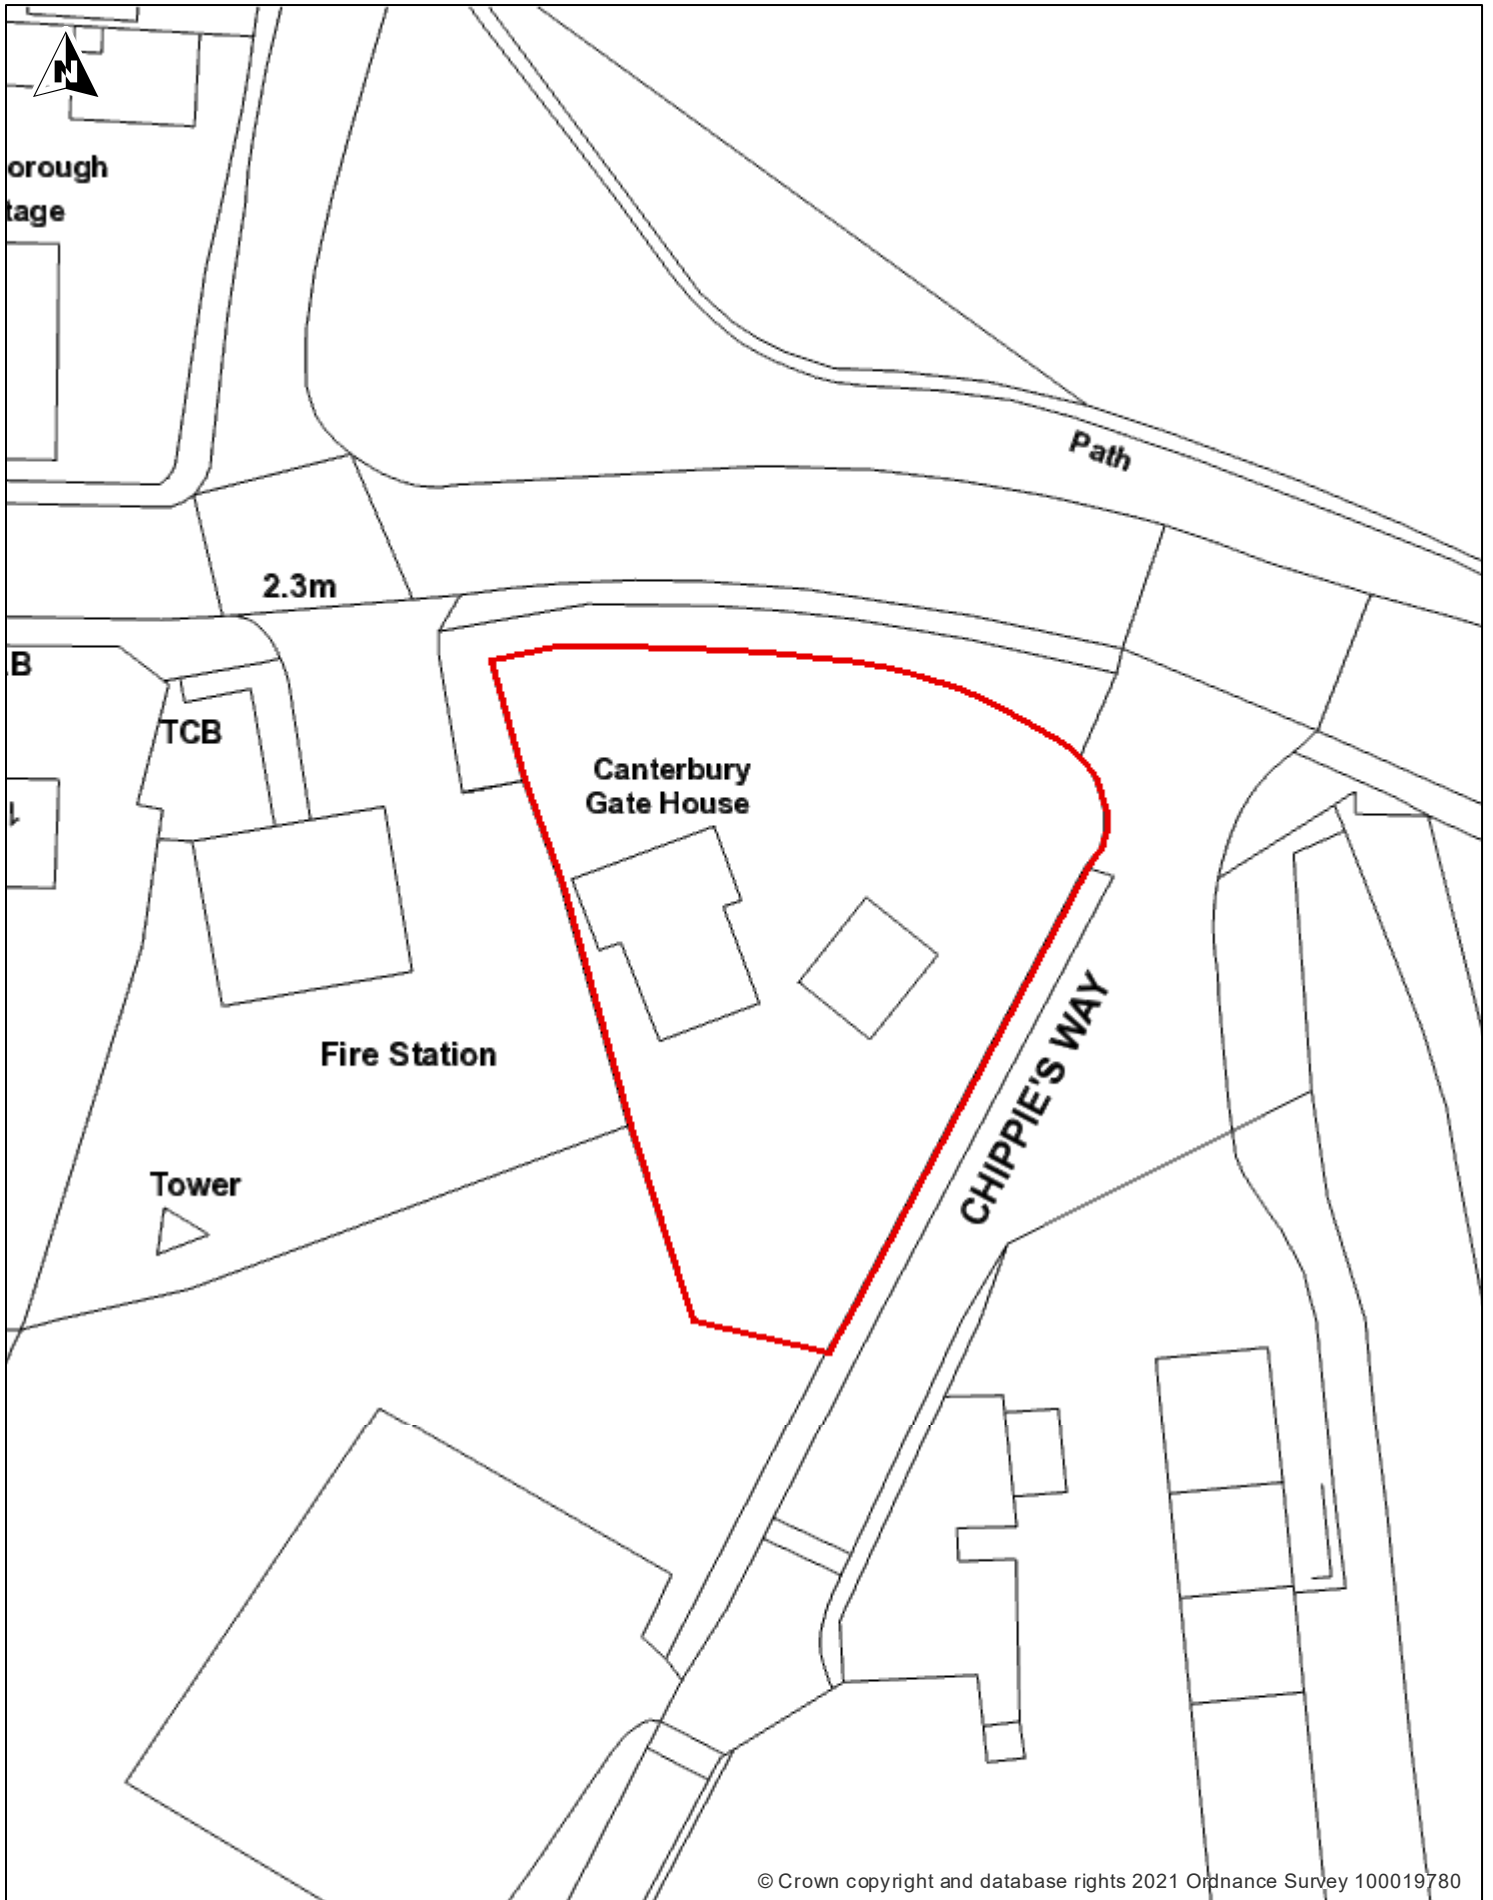 N
orough
tage
Path
2.3m
B
TCB
Canterbury
Gate House
CHIPPIE'S WAY
Fire Station
Tower
© Crown copyright and database rights 2021 Ordnance Survey 100019780